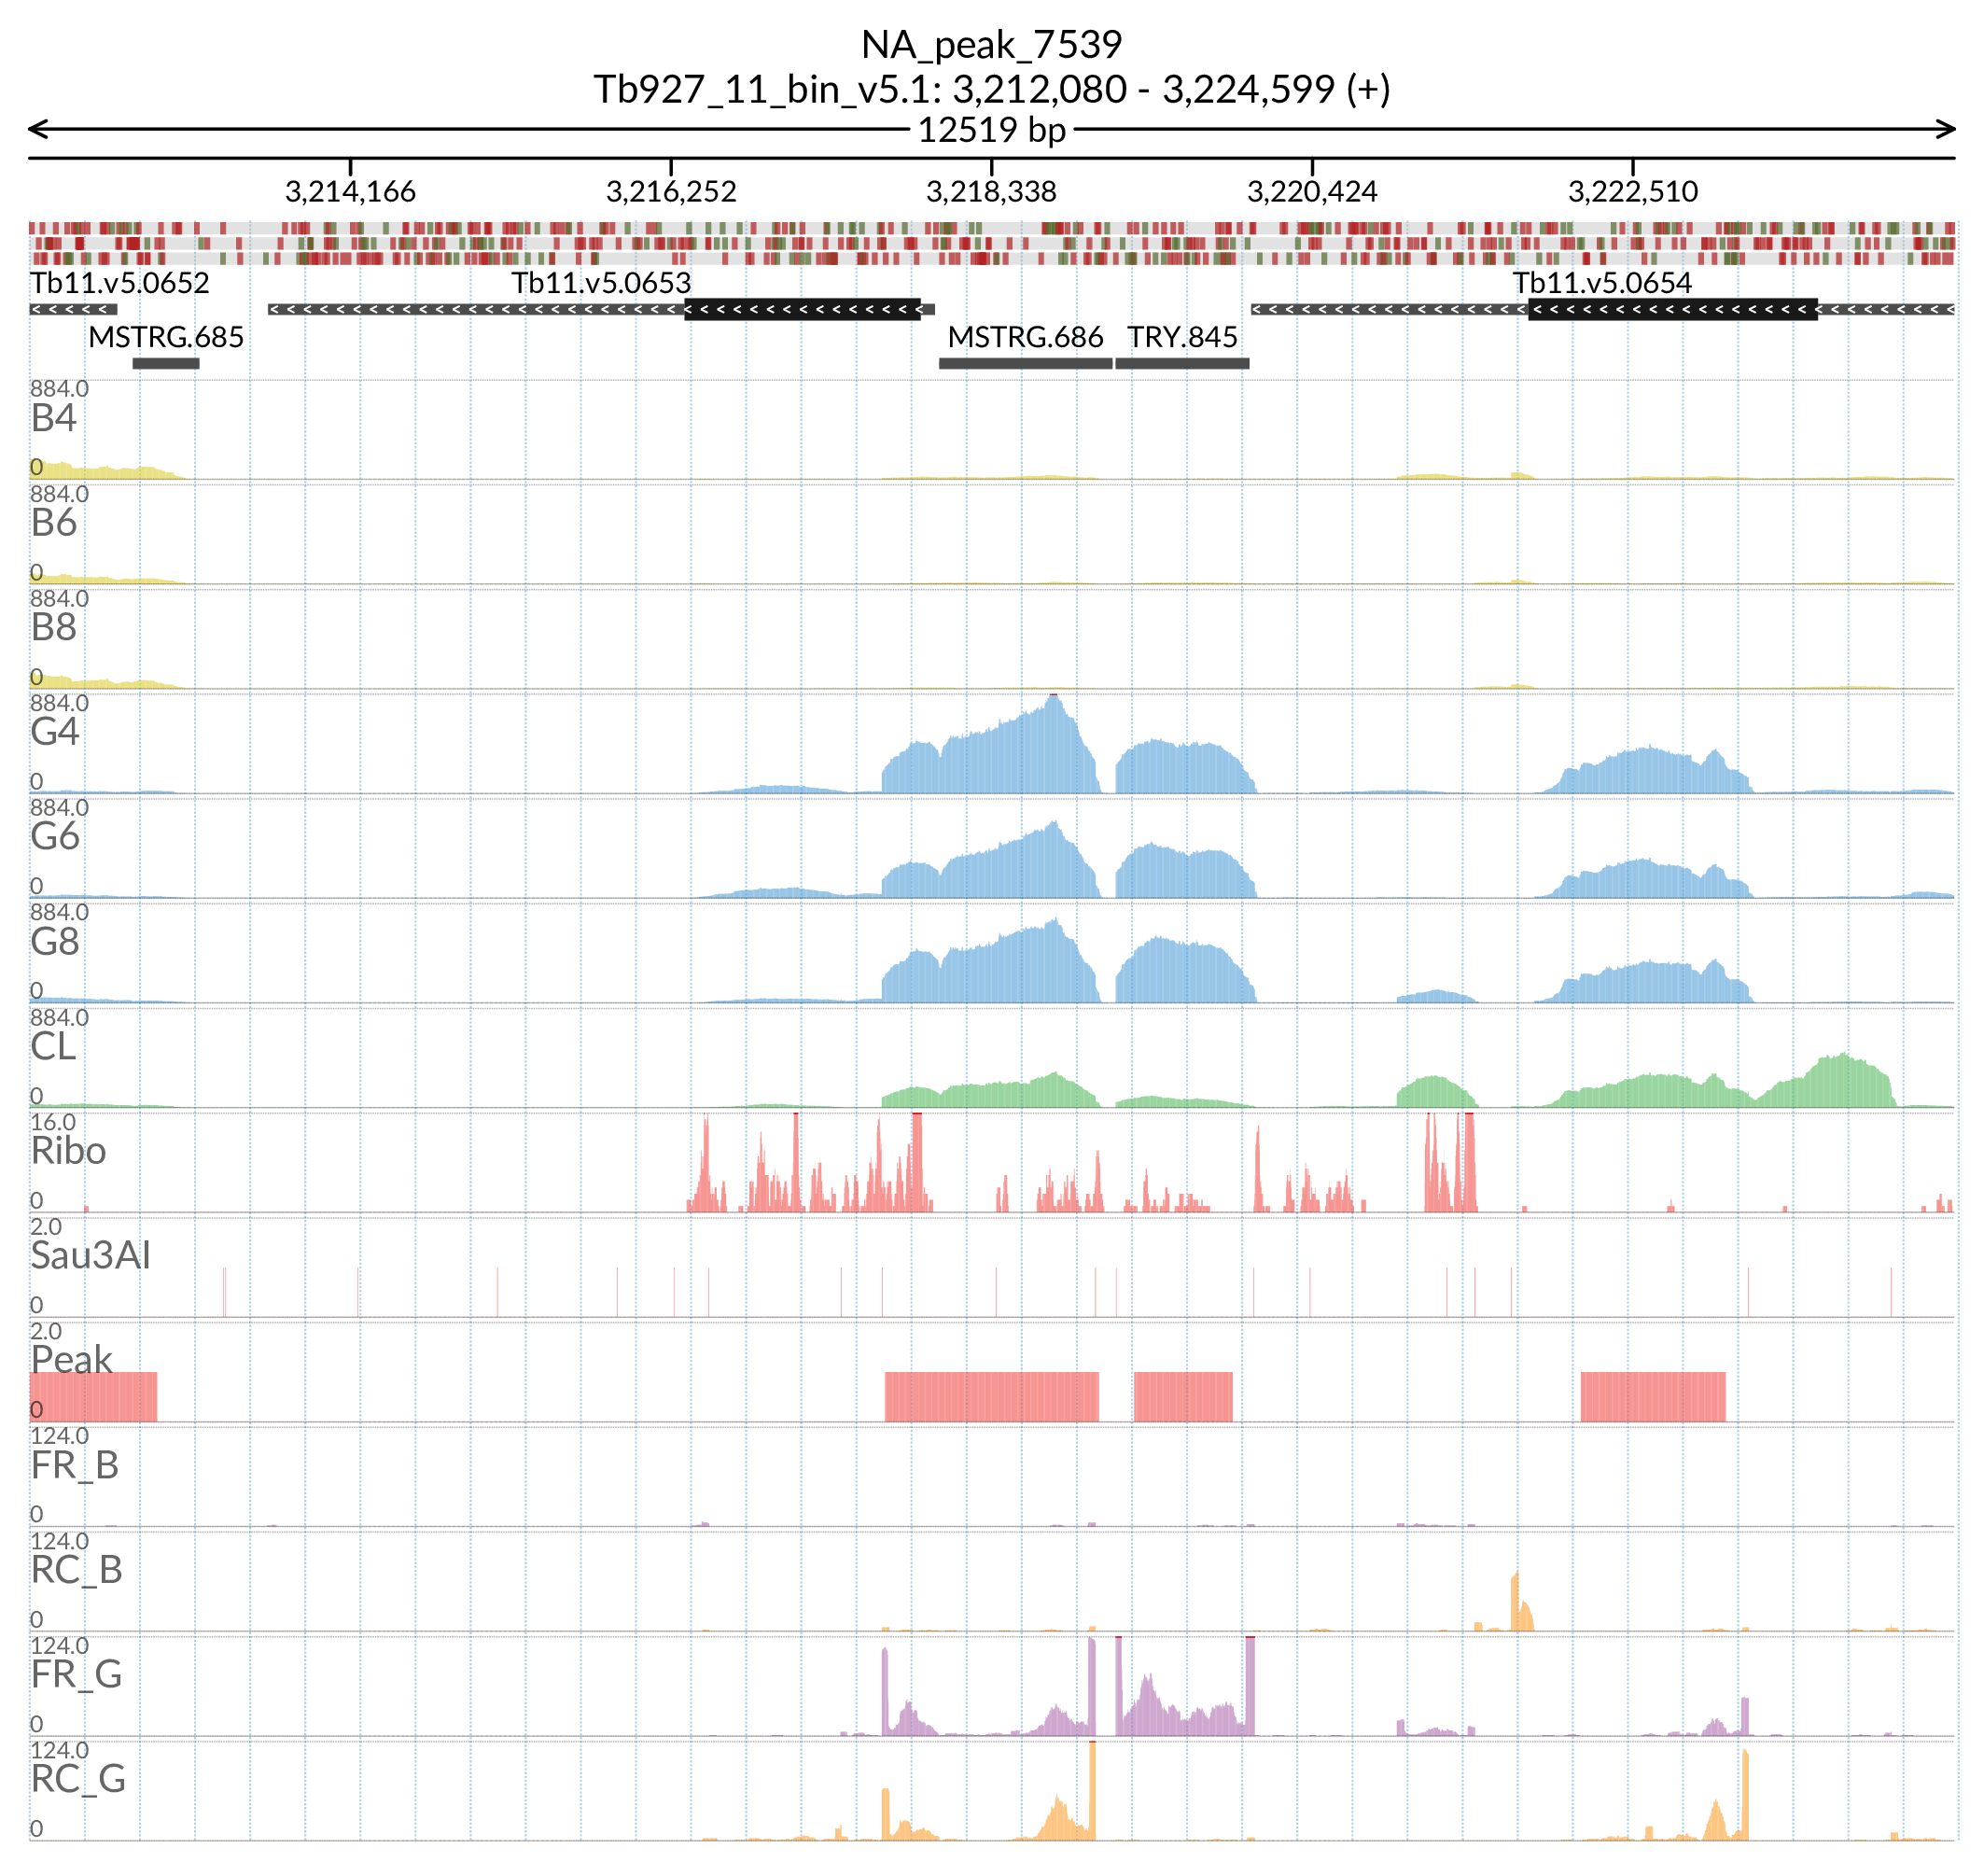 NA_peak_7539
Tb927_11_bin_v5.1: 3,212,080 - 3,224,599 (+)
12519 bp
3,214,166 3,216,252 3,218,338 3,220,424 3,222,510
Tb11.v5.0652 Tb11.v5.0653 Tb11.v5.0654
MSTRG.685 MSTRG.686 TRY.845
884.0
B4
0
884.0
B6
0
884.0
B8
0
884.0
G4
0
884.0
G6
0
884.0
G8
0
884.0
CL
0
16.0
Ribo
0
2.0
Sau3AI
0
2.0
Peak
0
124.0
FR_B
0
124.0
RC_B
0
124.0
FR_G
0
124.0
RC_G
0